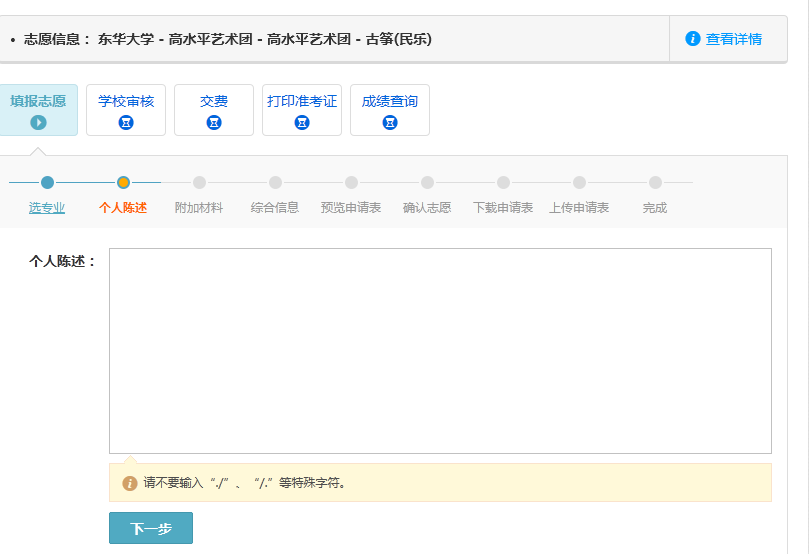 • 志愿信息： 东华大学 - 高水平艺术团 - 高水平艺术团 - 古筝(民乐) 查看详情
填报志愿 学校审核 交费 打印准考证 成绩查询
选专业 个人陈述 附加材料 综合信息 预览申请表 确认志愿 下载申请表 上传申请表 完成
个人陈述：
请不要输入“./”、“/.”等特殊字符。
下一步